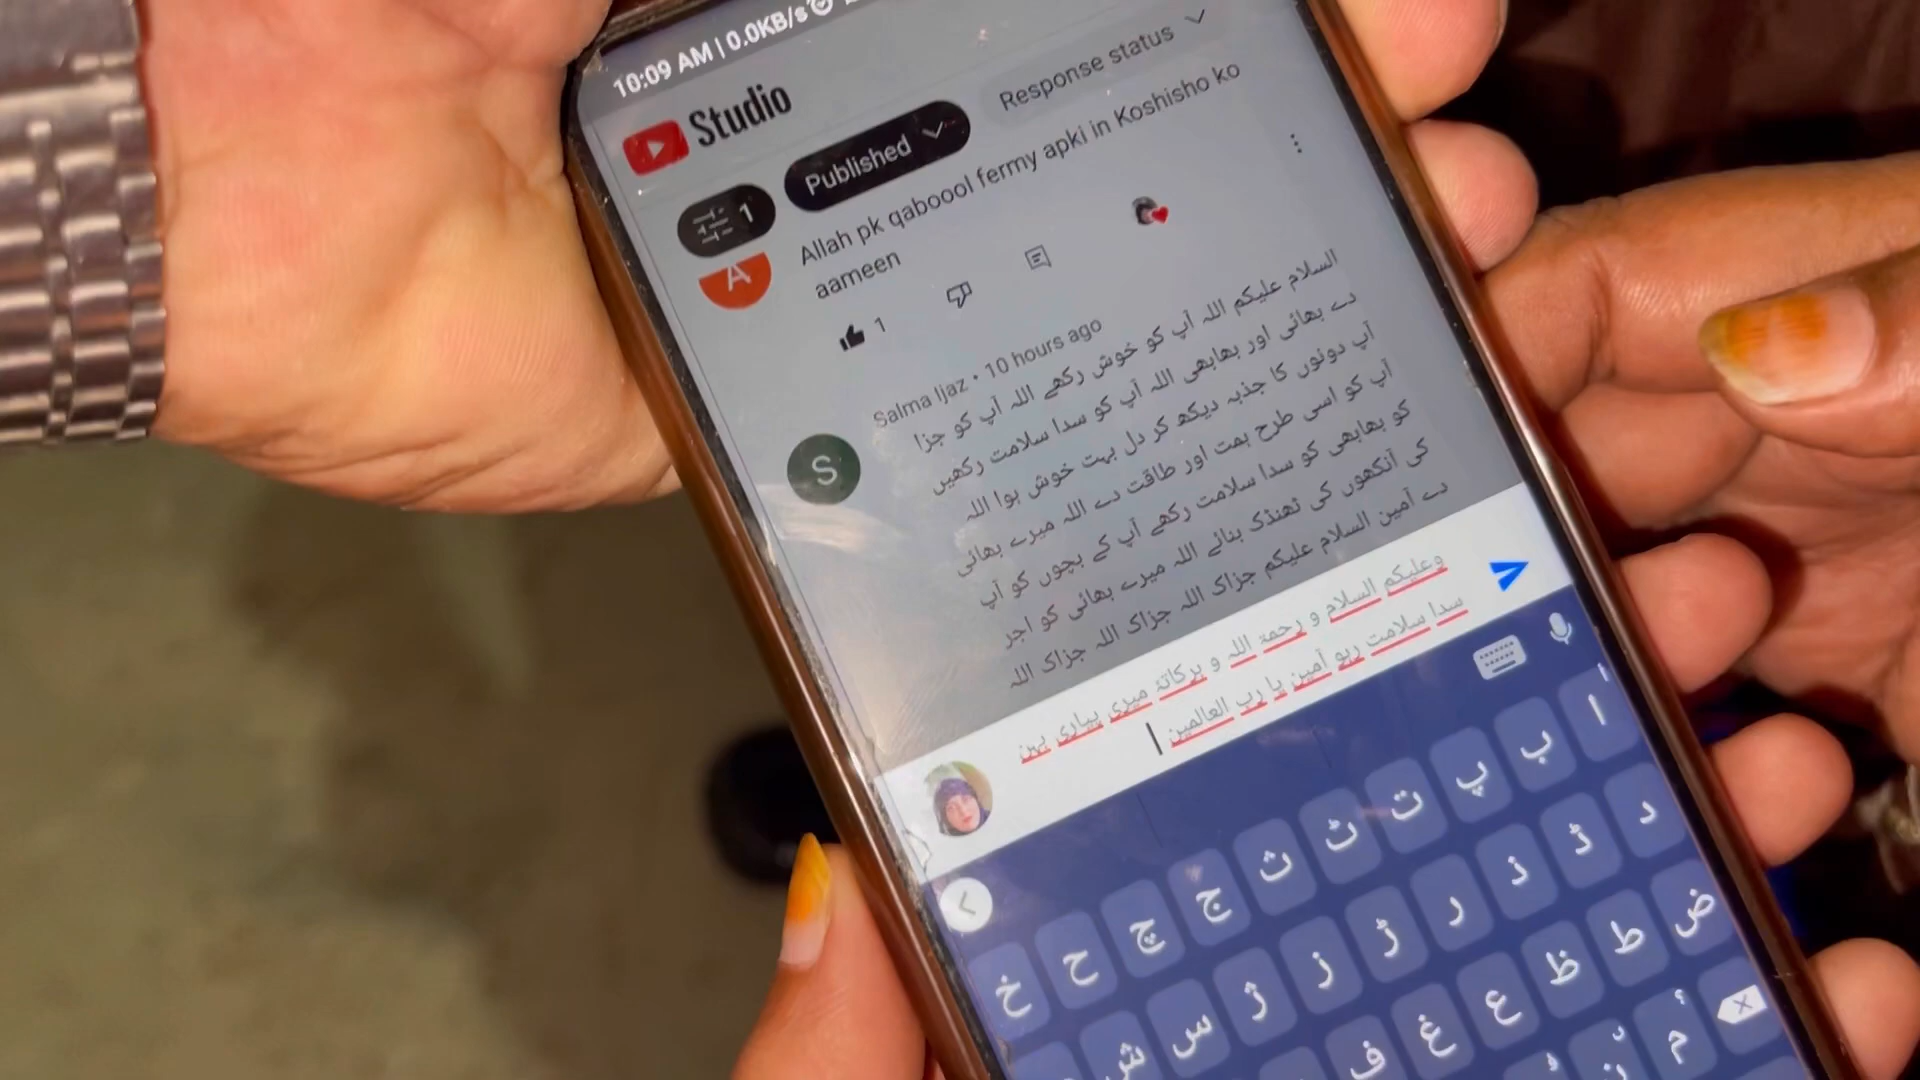 10:09 AM | 0.0KB/s
Studio
1
Published
Response status
Allah pk qaboool fermy apki in Koshisho ko
aameen
A
1
Salma Ijaz • 10 hours ago
S
السلام علیکم اللہ آپ کو خوش رکھے اللہ آپ کو جزا
دے بھائی اور بھابھی اللہ آپ کو سدا سلامت رکھیں
آپ دونوں کا جذبہ دیکھ کر دل بہت خوش ہوا اللہ
آپ کو اسی طرح ہمت اور طاقت دے اللہ میرے بھائی
کو بھابھی کو سدا سلامت رکھے آپ کے بچوں کو آپ
کی آنکھوں کی ٹھنڈک بنائے اللہ میرے بھائی کو اجر
دے آمین السلام علیکم جزاک اللہ جزاک اللہ جزاک اللہ
وعلیکم السلام و رحمۃ اللہ و برکاتہ میری پیاری بہن
سدا سلامت رہو آمین یا رب العالمین
ا ب پ ت ٹ ث ج چ ح خ
د ڈ ذ ر ڑ ز ژ س ش
ض ط ظ ع غ ف
م